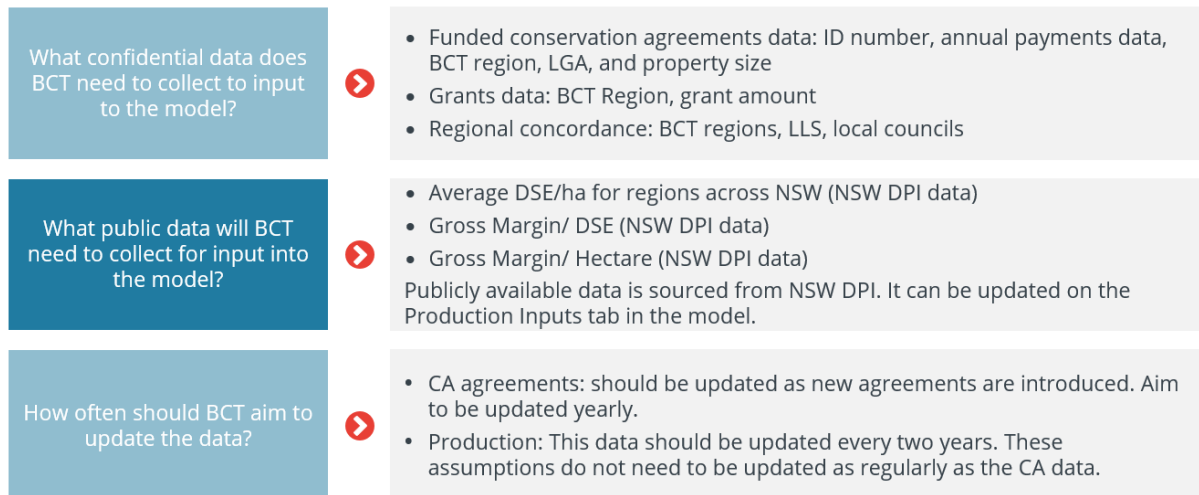 What confidential data does
BCT need to collect to input
to the model?
• Funded conservation agreements data: ID number, annual payments data,
BCT region, LGA, and property size
• Grants data: BCT Region, grant amount
• Regional concordance: BCT regions, LLS, local councils
What public data will BCT
need to collect for input into
the model?
• Average DSE/ha for regions across NSW (NSW DPI data)
• Gross Margin/ DSE (NSW DPI data)
• Gross Margin/ Hectare (NSW DPI data)
Publicly available data is sourced from NSW DPI. It can be updated on the
Production Inputs tab in the model.
How often should BCT aim to
update the data?
• CA agreements: should be updated as new agreements are introduced. Aim
to be updated yearly.
• Production: This data should be updated every two years. These
assumptions do not need to be updated as regularly as the CA data.